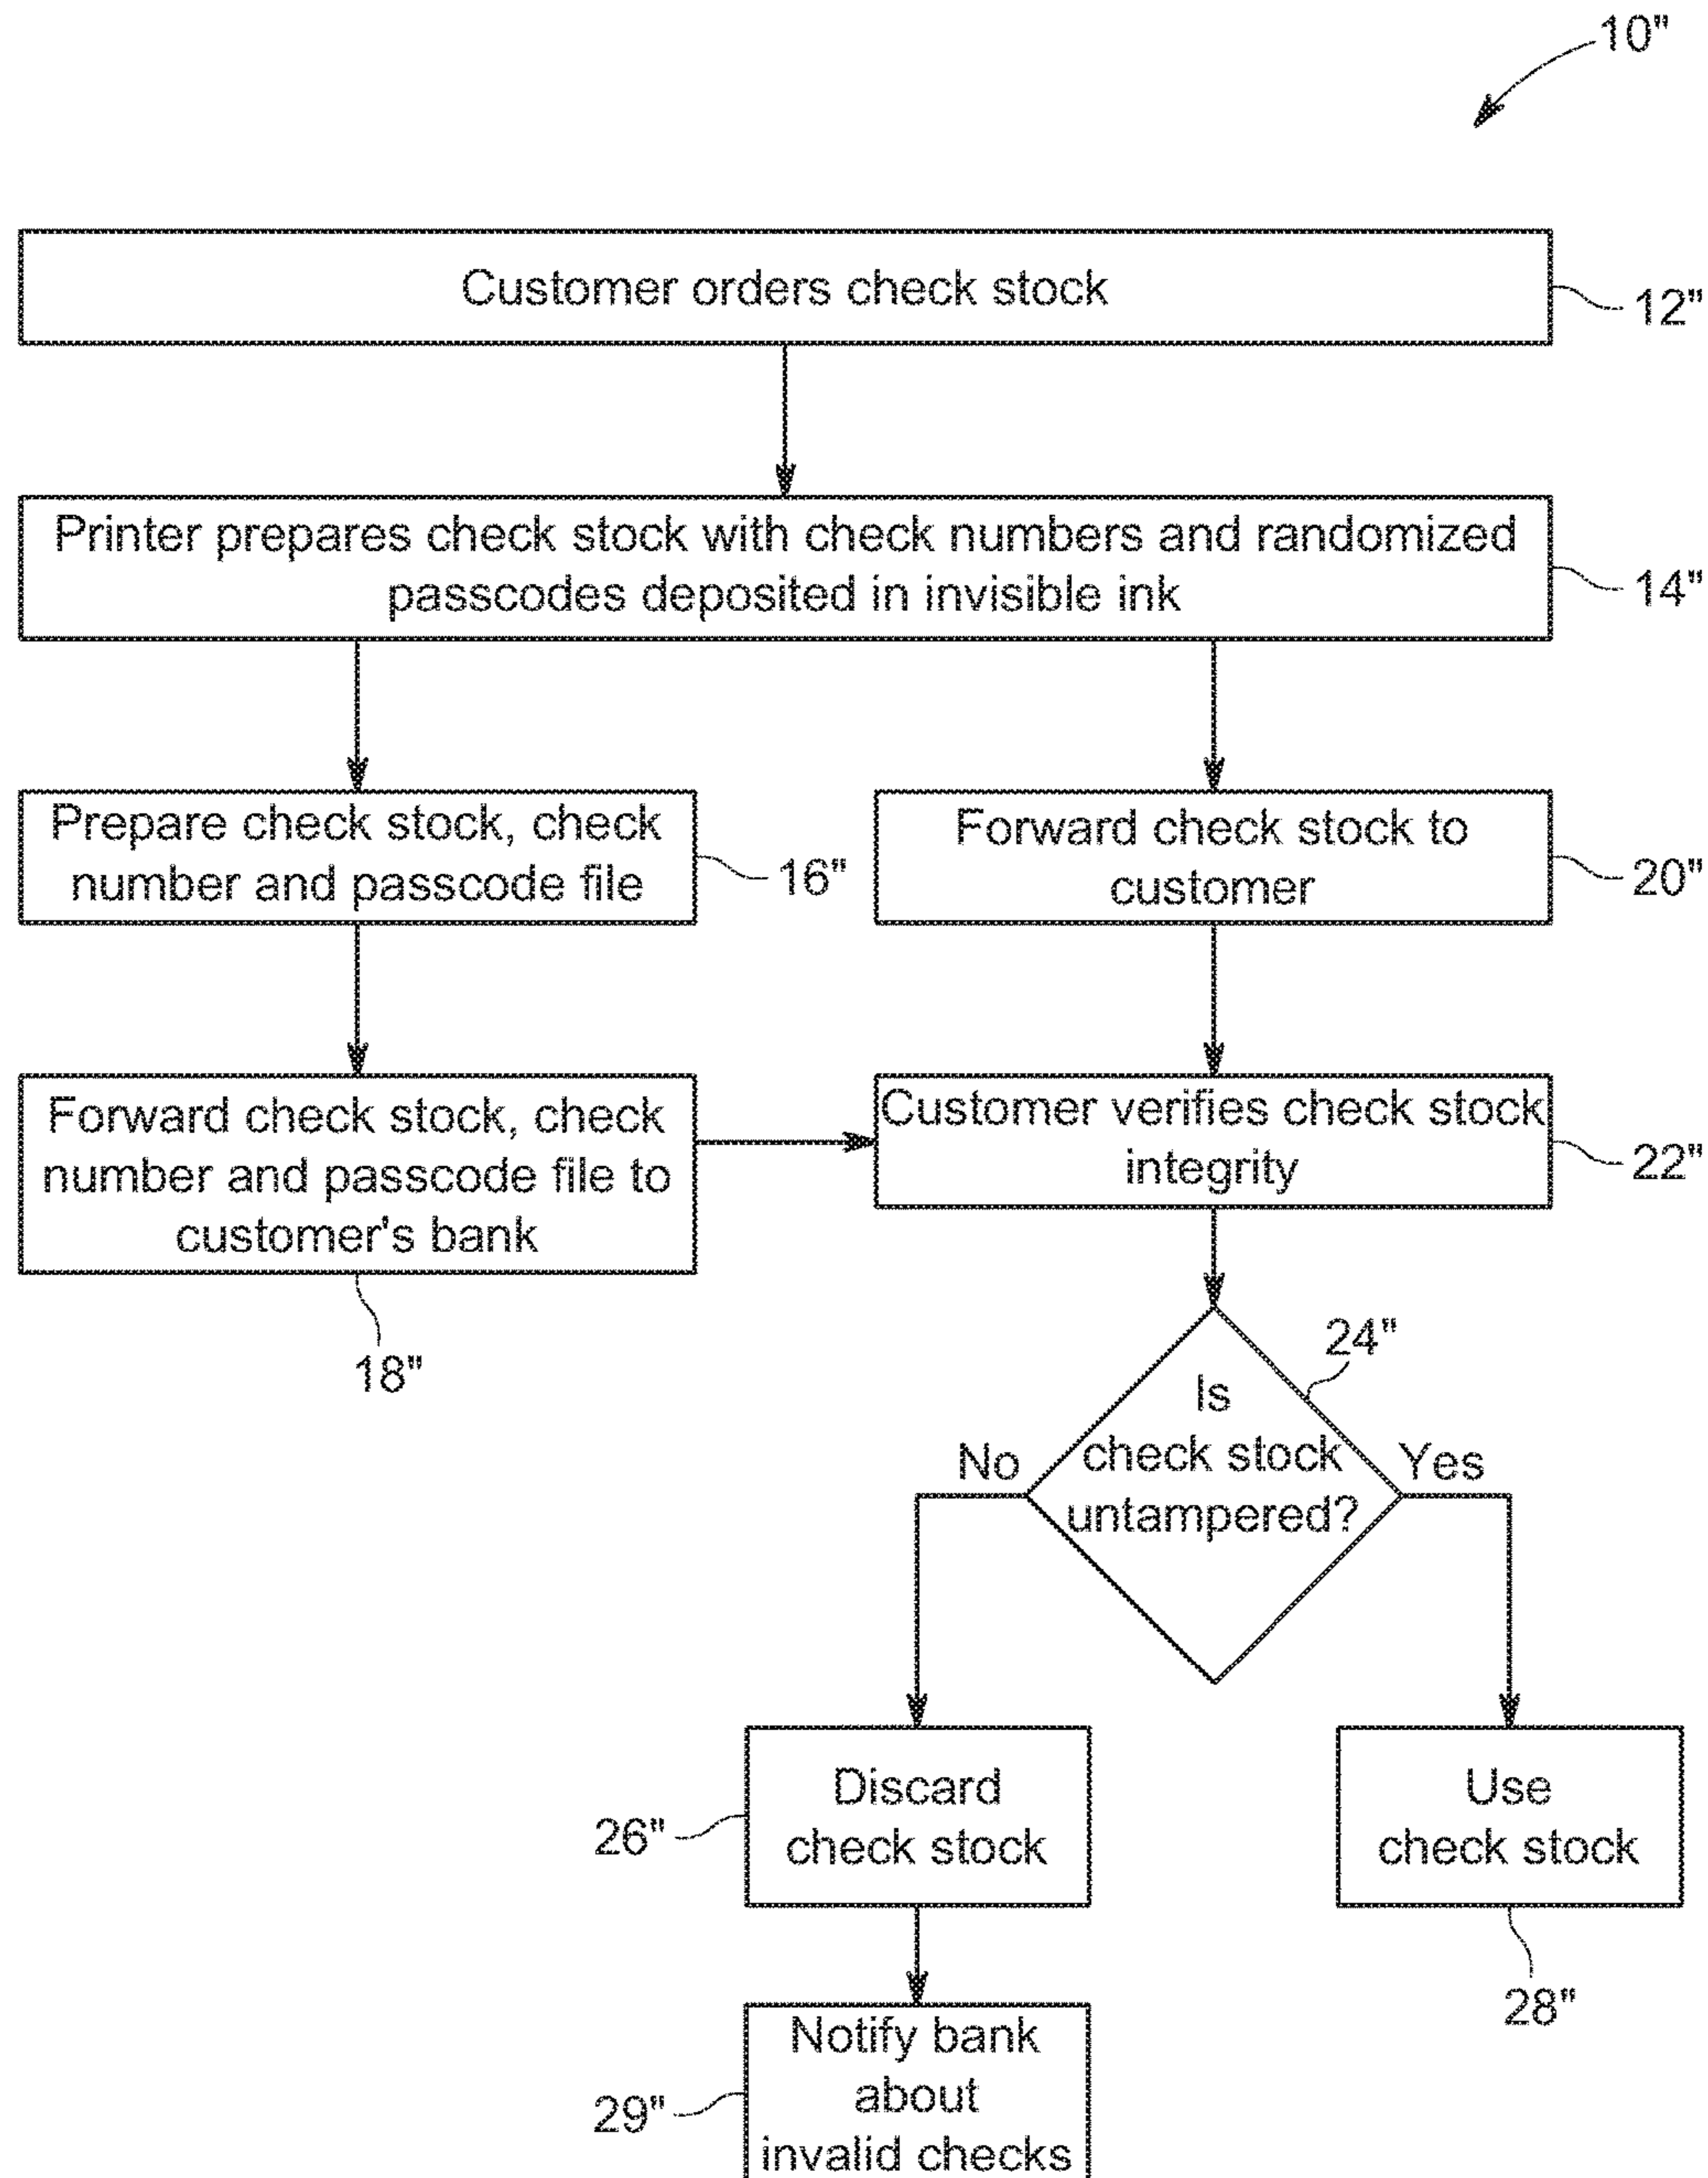 10"
Customer orders check stock
12"
Printer prepares check stock with check numbers and randomized
passcodes deposited in invisible ink
14"
Prepare check stock, check
number and passcode file
16"
Forward check stock to
customer
20"
Forward check stock, check
number and passcode file to
customer's bank
18"
Customer verifies check stock
integrity
22"
24"
Is
check stock
untampered?
No
Yes
Discard
check stock
26"
Use
check stock
28"
Notify bank
about
invalid checks
29"